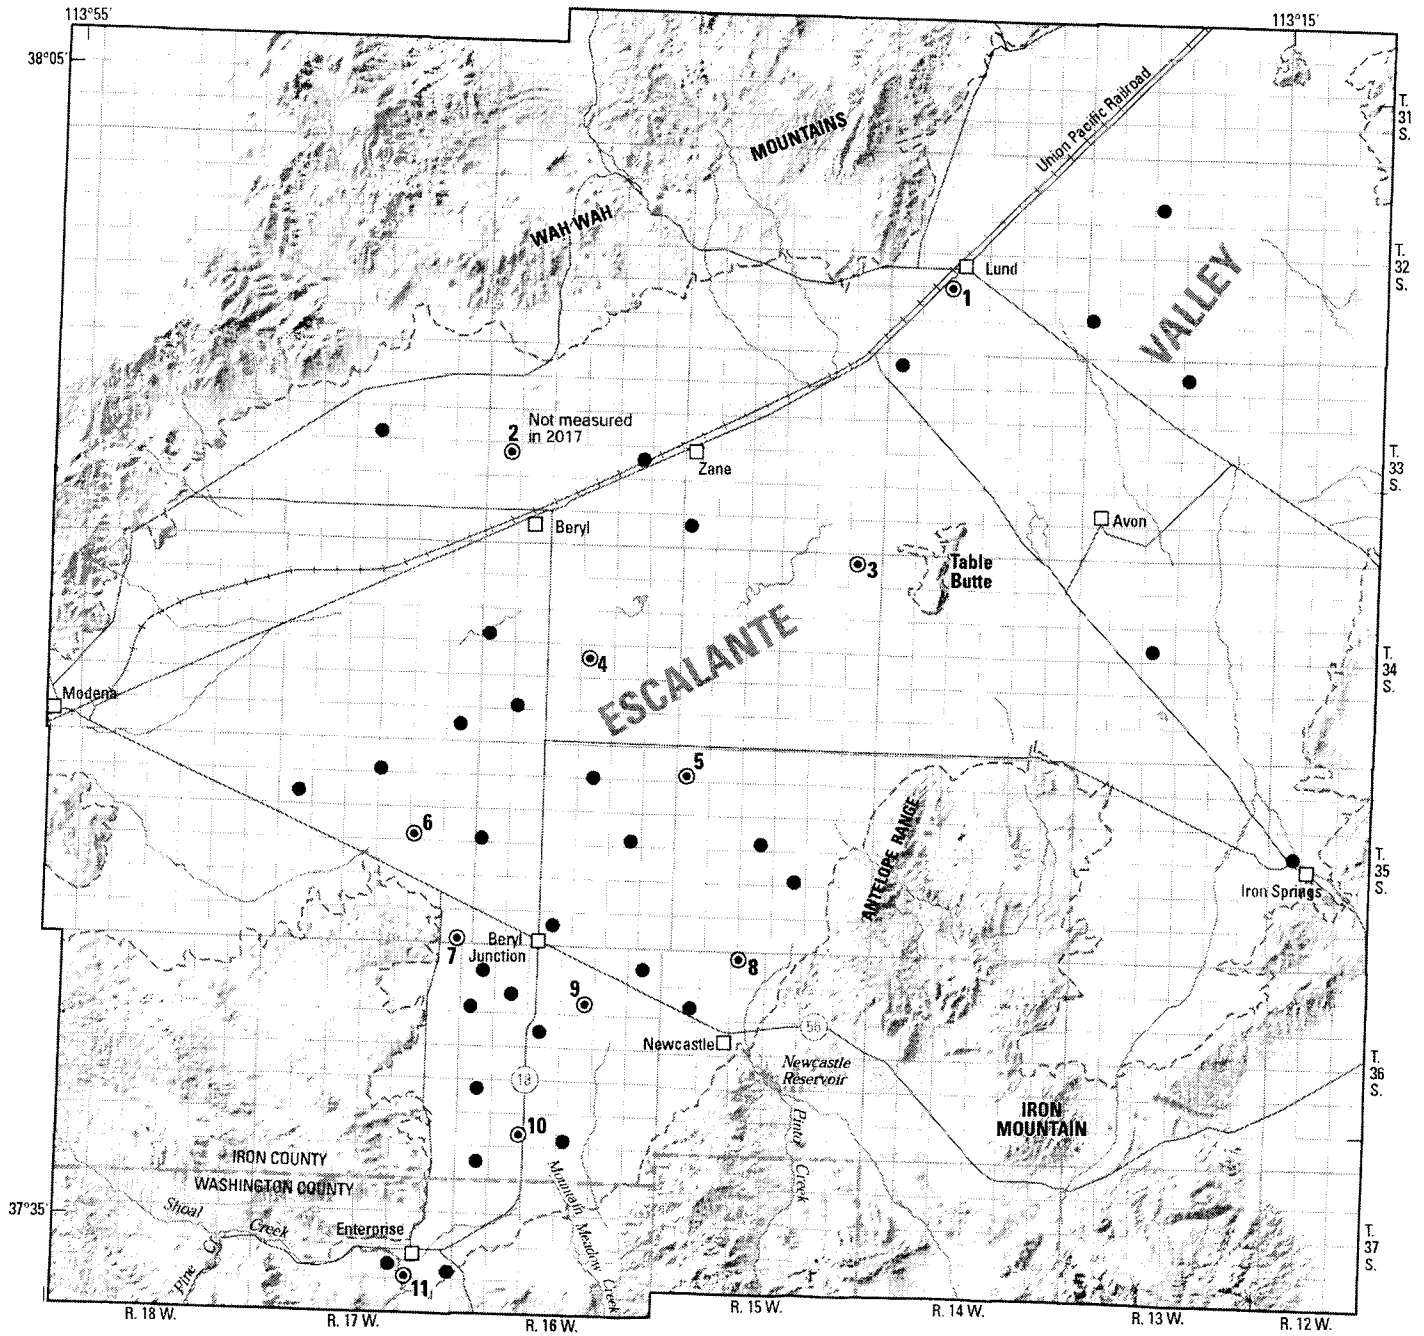 113°55'
113°15'
38°05'
T.
31
S.
Union Pacific Railroad
MOUNTAINS
WAH WAH
T.
32
S.
Lund
1
VALLEY
Not measured
in 2017
2
Zane
T.
33
S.
Beryl
Avon
3
Table
Butte
4
ESCALANTE
T.
34
S.
Modena
5
6
ANTELOPE RANGE
T.
35
S.
Iron Springs
7
Beryl
Junction
8
9
56
Newcastle
Newcastle
Reservoir
T.
36
S.
18
IRON
MOUNTAIN
10
Pinto Creek
IRON COUNTY
WASHINGTON COUNTY
Mountain Meadow Creek
37°35'
Shoal Creek
Enterprise
T.
37
S.
Pine Cr
11
R. 18 W.
R. 17 W.
R. 16 W.
R. 15 W.
R. 14 W.
R. 13 W.
R. 12 W.